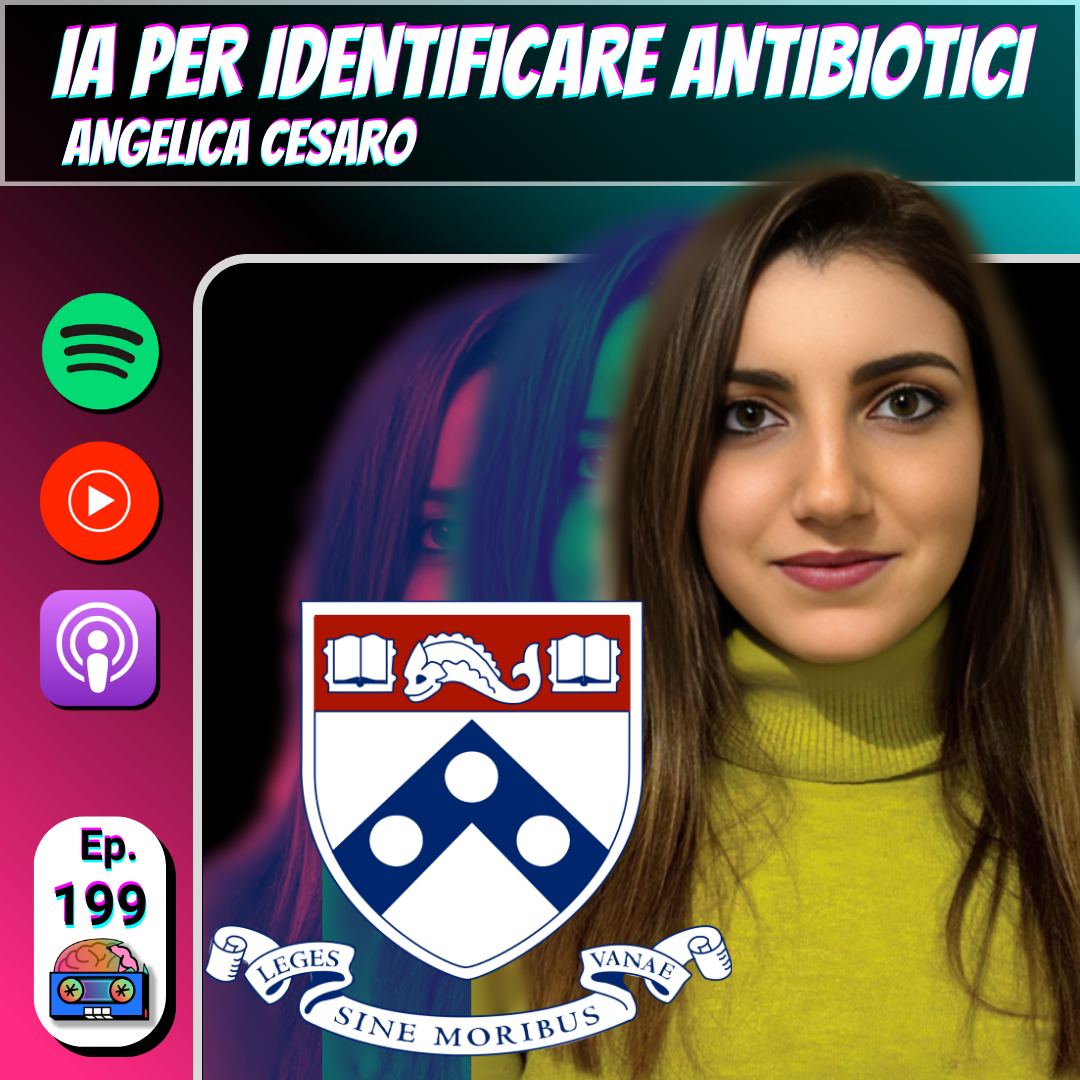 IA PER IDENTIFICARE ANTIBIOTICI
ANGELICA CESARO
Ep.
199
LEGES
VANAE
SINE MORIBUS